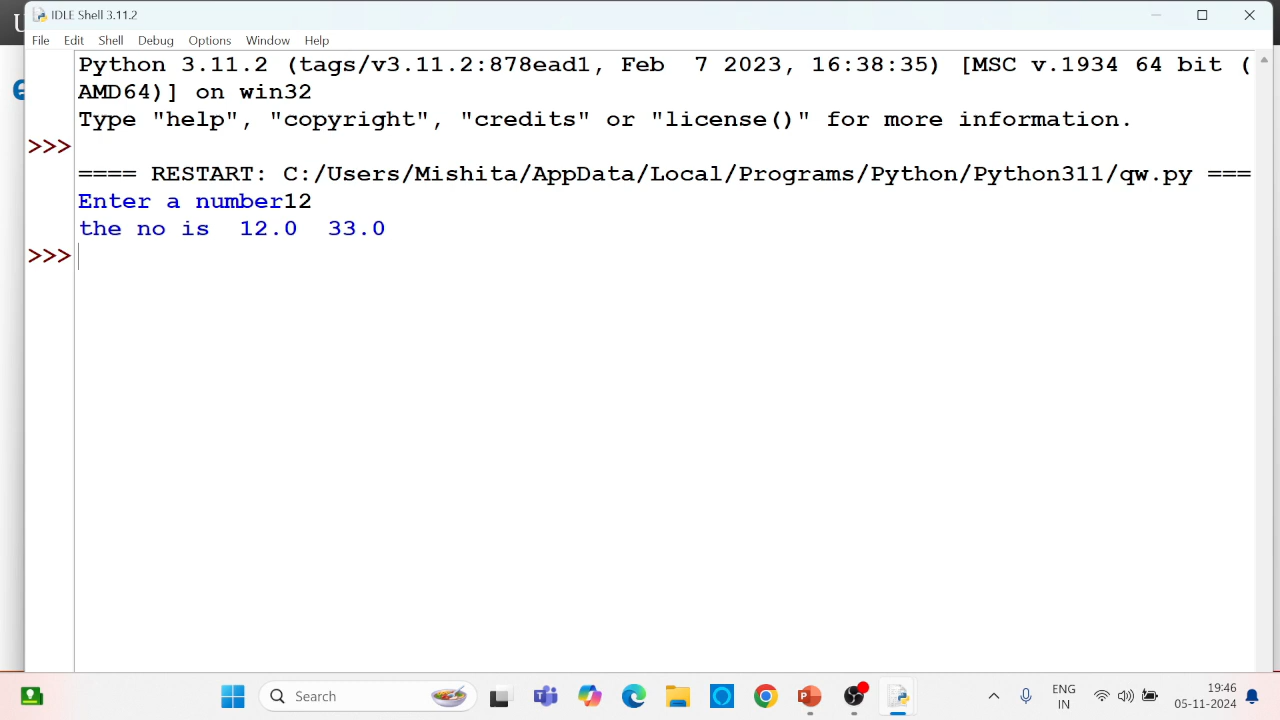 U
IDLE Shell 3.11.2
File Edit Shell Debug Options Window Help
Python 3.11.2 (tags/v3.11.2:878ead1, Feb  7 2023, 16:38:35) [MSC v.1934 64 bit (
AMD64)] on win32
Type "help", "copyright", "credits" or "license()" for more information.
>>>
==== RESTART: C:/Users/Mishita/AppData/Local/Programs/Python/Python311/qw.py ===
Enter a number12
the no is  12.0  33.0
>>>
Search
ENG
IN
19:46
05-11-2024